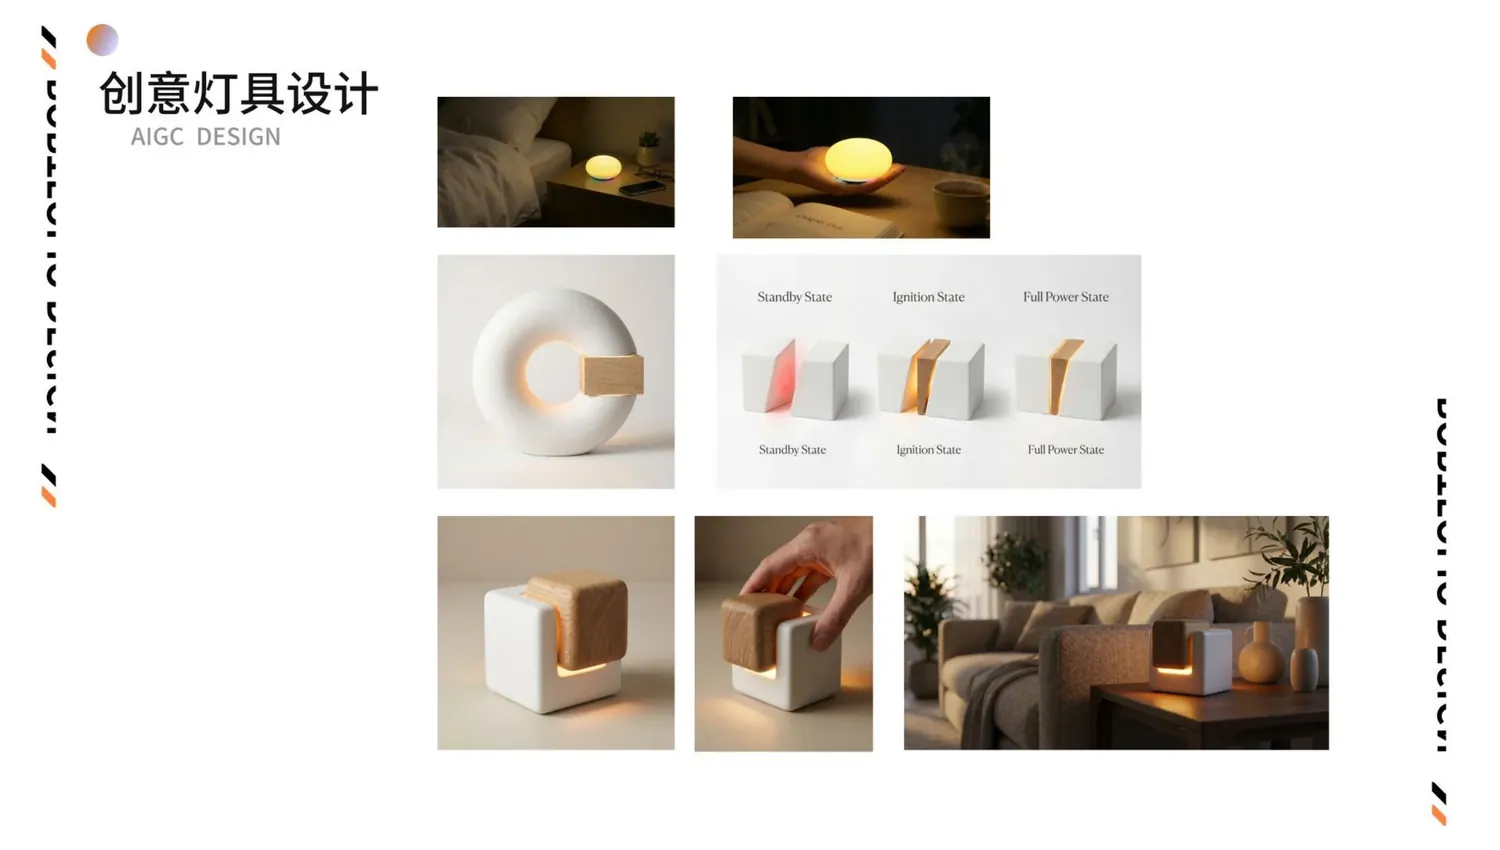 创意灯具设计
AIGC DESIGN
Standby State
Ignition State
Full Power State
Standby State
Ignition State
Full Power State